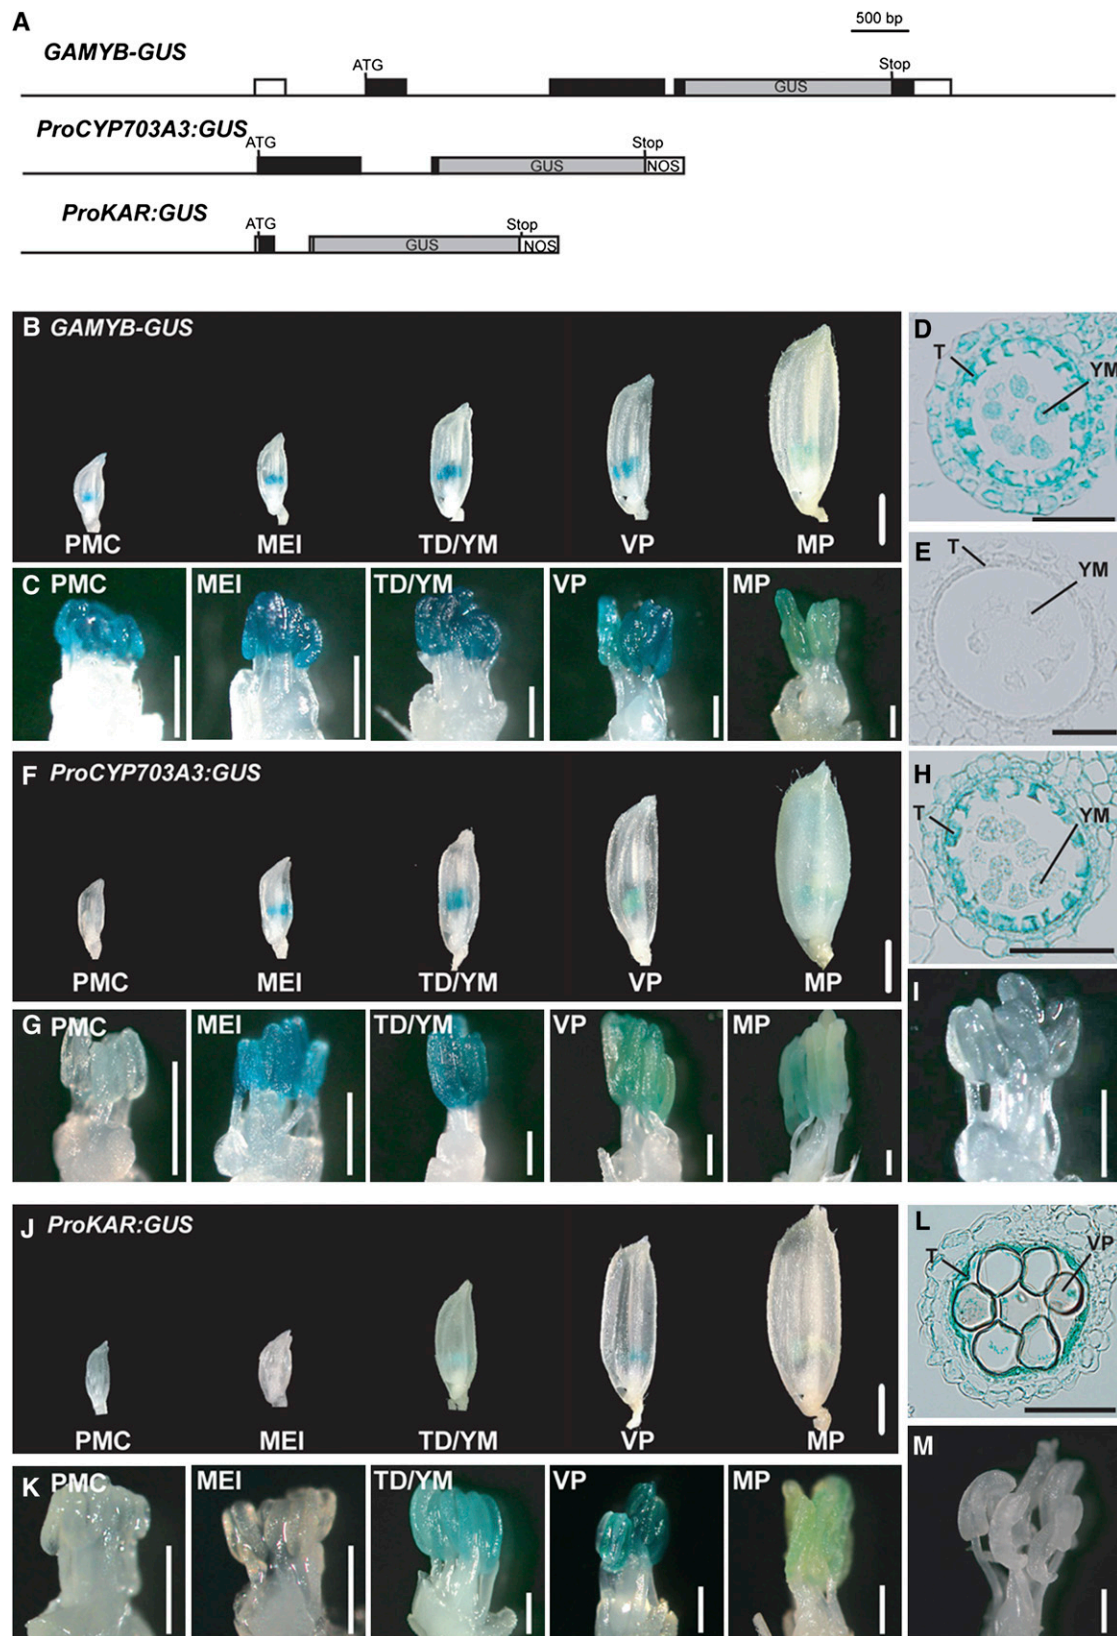 A
500 bp
GAMYB-GUS
ATG
Stop
GUS
ProCYP703A3:GUS
ATG
Stop
GUS
NOS
ProKAR:GUS
ATG
Stop
GUS
NOS
B GAMYB-GUS
PMC MEI TD/YM VP MP
D
T
YM
C PMC MEI TD/YM VP MP
E
T
YM
F ProCYP703A3:GUS
PMC MEI TD/YM VP MP
H
T
YM
G PMC MEI TD/YM VP MP
I
J ProKAR:GUS
PMC MEI TD/YM VP MP
L
T
VP
K PMC MEI TD/YM VP MP
M